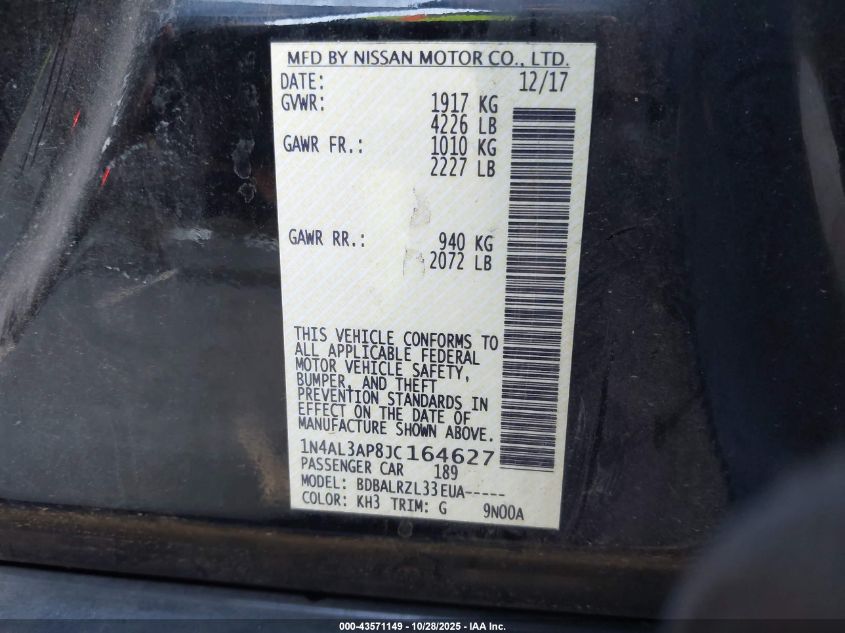 MFD BY NISSAN MOTOR CO., LTD.
DATE: 12/17
GVWR: 1917 KG
4226 LB
GAWR FR.: 1010 KG
2227 LB
GAWR RR.: 940 KG
2072 LB
THIS VEHICLE CONFORMS TO
ALL APPLICABLE FEDERAL
MOTOR VEHICLE SAFETY,
BUMPER, AND THEFT
PREVENTION STANDARDS IN
EFFECT ON THE DATE OF
MANUFACTURE SHOWN ABOVE.
1N4AL3AP8JC164627
PASSENGER CAR 189
MODEL: BDBALRZL33EUA-----
COLOR: KH3 TRIM: G 9N00A
000-43571149 | 10/28/2025 - IAA Inc.